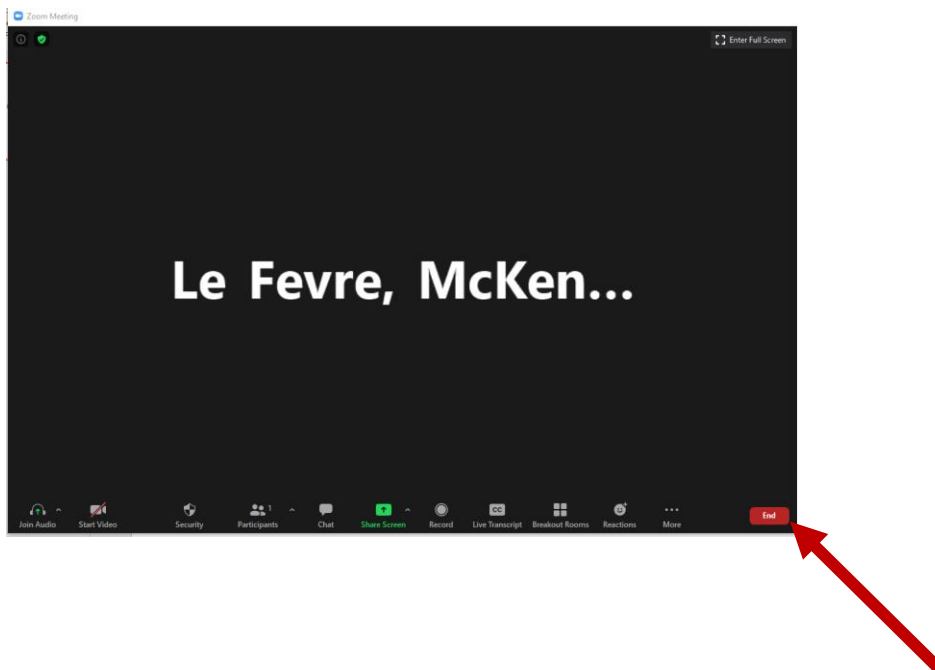 Zoom Meeting
Enter Full Screen
Le Fevre, McKen...
1
CC
Join Audio Start Video Security Participants Chat Share Screen Record Live Transcript Breakout Rooms Reactions More End